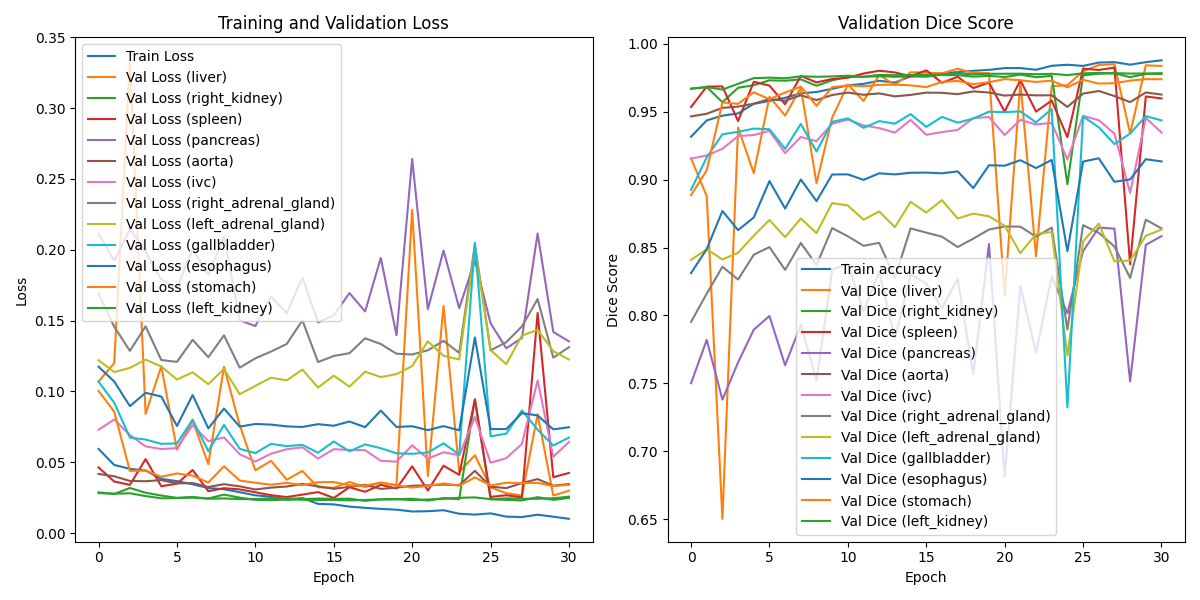 Training and Validation Loss
0.35
0.30
0.25
0.20
0.15
0.10
0.05
0.00
Loss
Train Loss
Val Loss (liver)
Val Loss (right_kidney)
Val Loss (spleen)
Val Loss (pancreas)
Val Loss (aorta)
Val Loss (ivc)
Val Loss (right_adrenal_gland)
Val Loss (left_adrenal_gland)
Val Loss (gallbladder)
Val Loss (esophagus)
Val Loss (stomach)
Val Loss (left_kidney)
0 5 10 15 20 25 30
Epoch
Validation Dice Score
1.00
0.95
0.90
0.85
0.80
0.75
0.70
0.65
Dice Score
Train accuracy
Val Dice (liver)
Val Dice (right_kidney)
Val Dice (spleen)
Val Dice (pancreas)
Val Dice (aorta)
Val Dice (ivc)
Val Dice (right_adrenal_gland)
Val Dice (left_adrenal_gland)
Val Dice (gallbladder)
Val Dice (esophagus)
Val Dice (stomach)
Val Dice (left_kidney)
0 5 10 15 20 25 30
Epoch